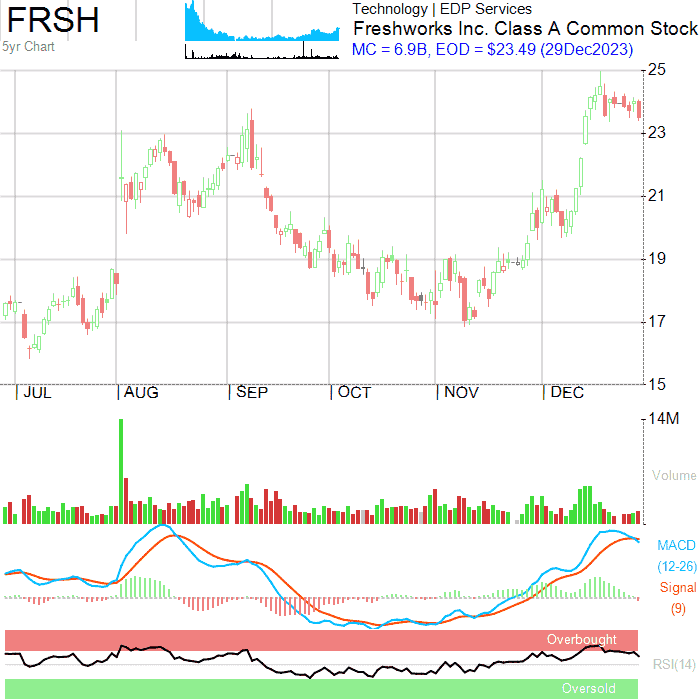 FRSH
5yr Chart
Technology | EDP Services
Freshworks Inc. Class A Common Stock
MC = 6.9B, EOD = $23.49 (29Dec2023)
25
23
21
19
17
15
JUL AUG SEP OCT NOV DEC
14M
Volume
MACD
(12-26)
Signal
(9)
Overbought
RSI(14)
Oversold